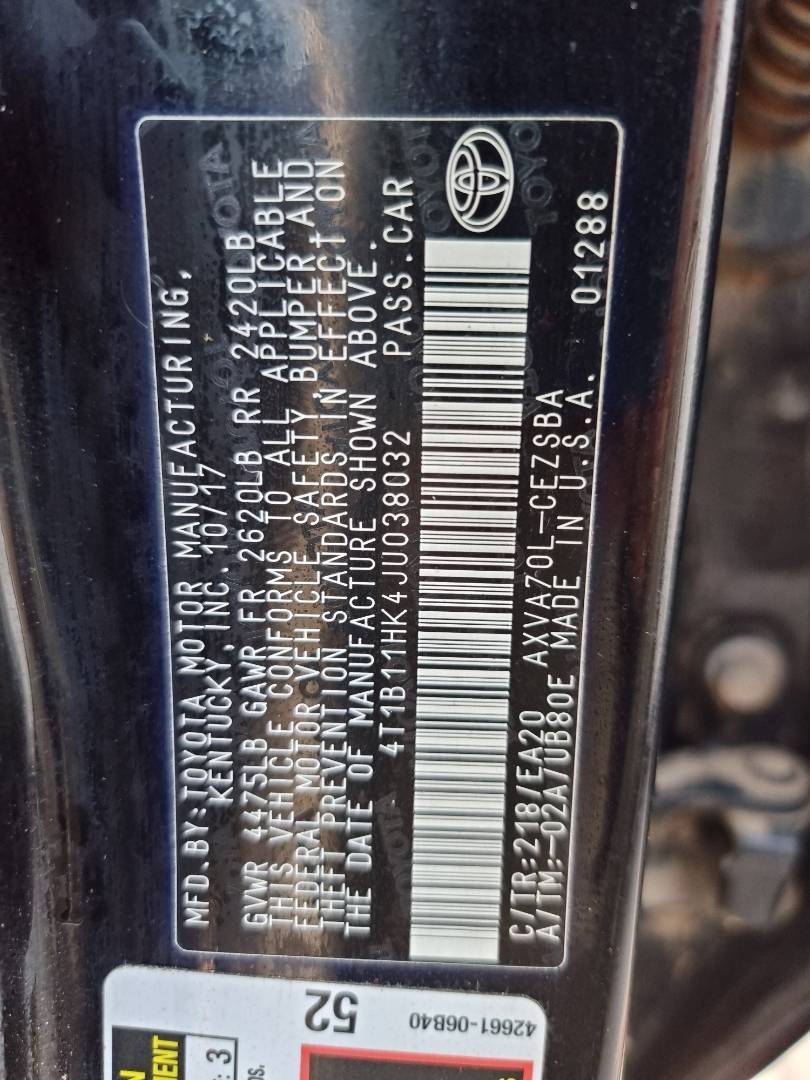 MFD.BY:TOYOTA MOTOR MANUFACTURING,
KENTUCKY, INC. 10/17
GVWR 4475LB GAWR FR 2620LB RR 2420LB
THIS VEHICLE CONFORMS TO ALL APPLICABLE
FEDERAL MOTOR VEHICLE SAFETY, BUMPER AND
THEFT PREVENTION STANDARDS IN EFFECT ON
THE DATE OF MANUFACTURE SHOWN ABOVE.
4T1B11HK4JU038032 PASS.CAR
C/TR:218/EA20 AXVA70L-CEZSBA
A/TM:-02A/UB80E MADE IN U.S.A. 01288
52
42661-06B40
3